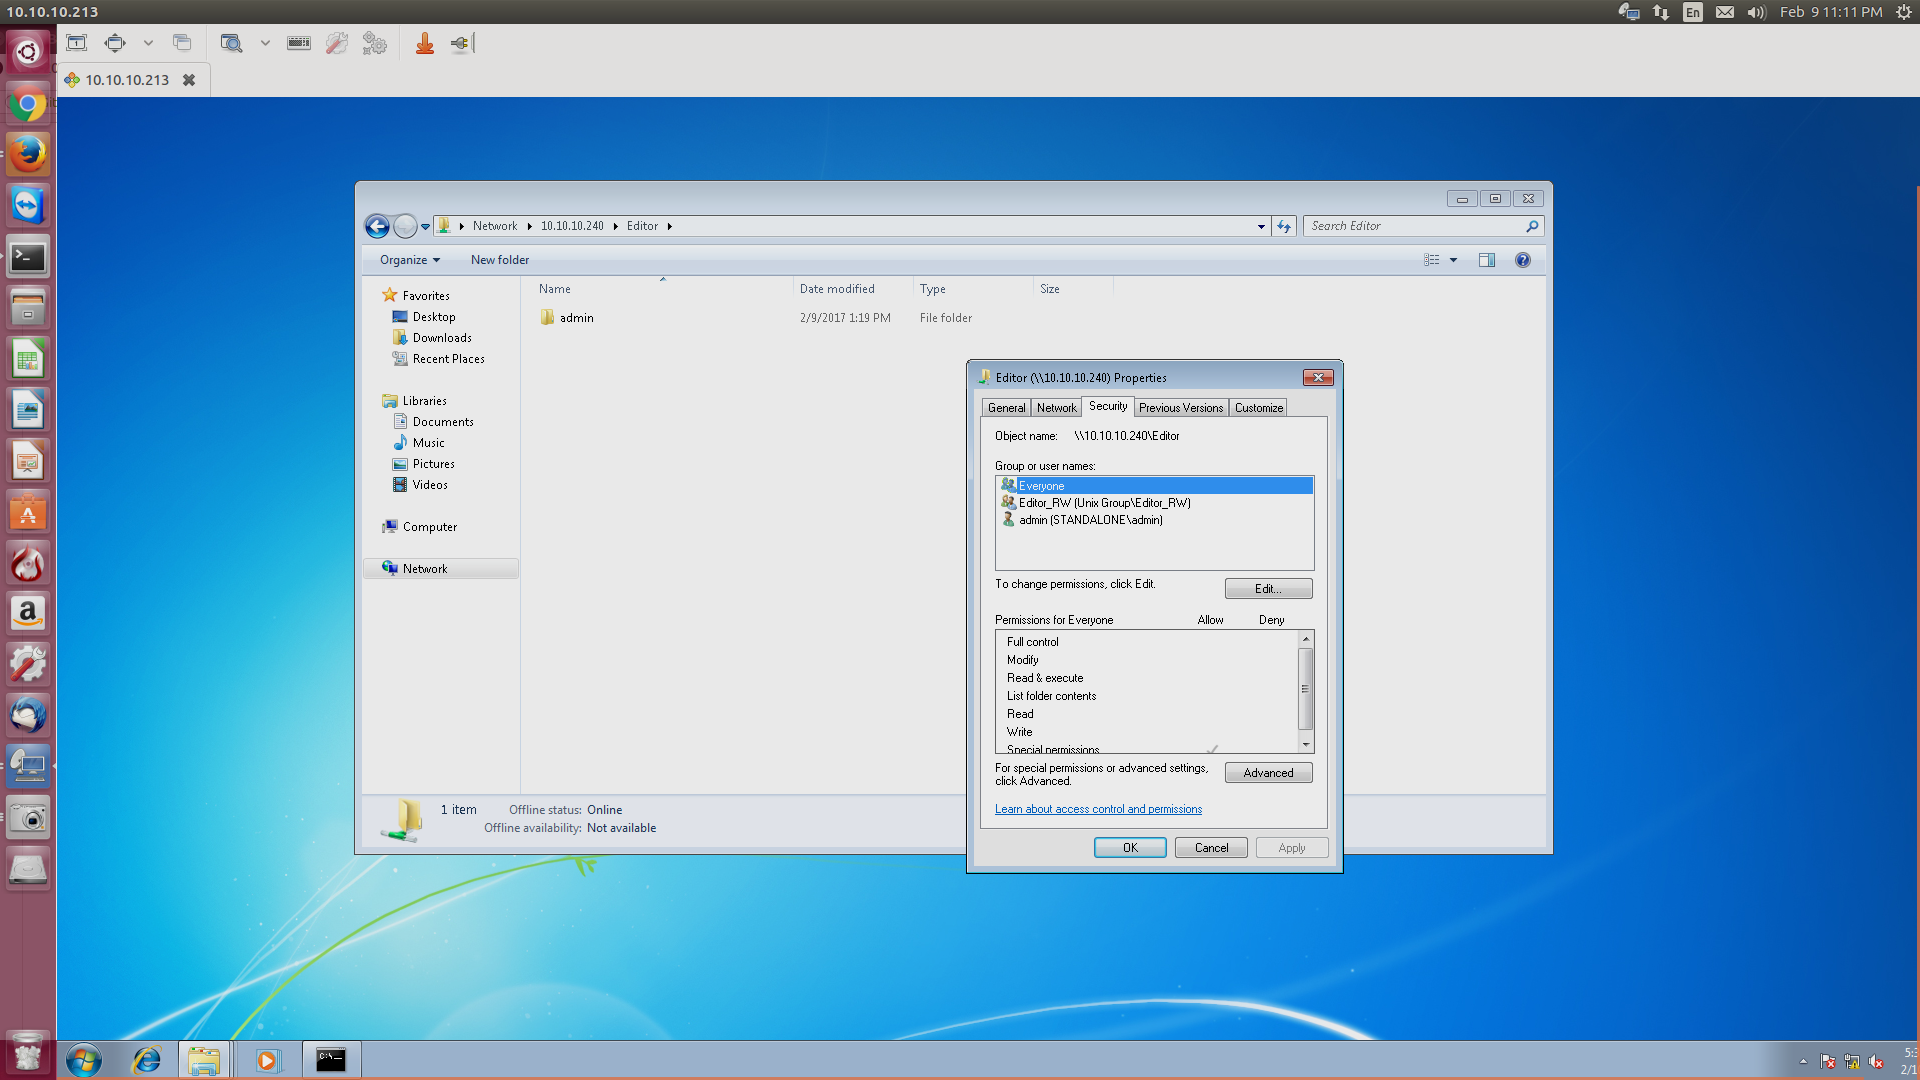 10.10.10.213
En
Feb 9 11:11 PM
10.10.10.213
Network
10.10.10.240
Editor
Search Editor
Organize
New folder
Name
Date modified
Type
Size
Favorites
Desktop
Downloads
Recent Places
Libraries
Documents
Music
Pictures
Videos
Computer
Network
admin
2/9/2017 1:19 PM
File folder
Editor (\\10.10.10.240) Properties
General
Network
Security
Previous Versions
Customize
Object name: \\10.10.10.240\Editor
Group or user names:
Everyone
Editor_RW (Unix Group\Editor_RW)
admin (STANDALONE\admin)
To change permissions, click Edit.
Edit...
Permissions for Everyone
Allow
Deny
Full control
Modify
Read & execute
List folder contents
Read
Write
Special permissions
For special permissions or advanced settings,
click Advanced.
Advanced
Learn about access control and permissions
OK
Cancel
Apply
1 item
Offline status: Online
Offline availability: Not available